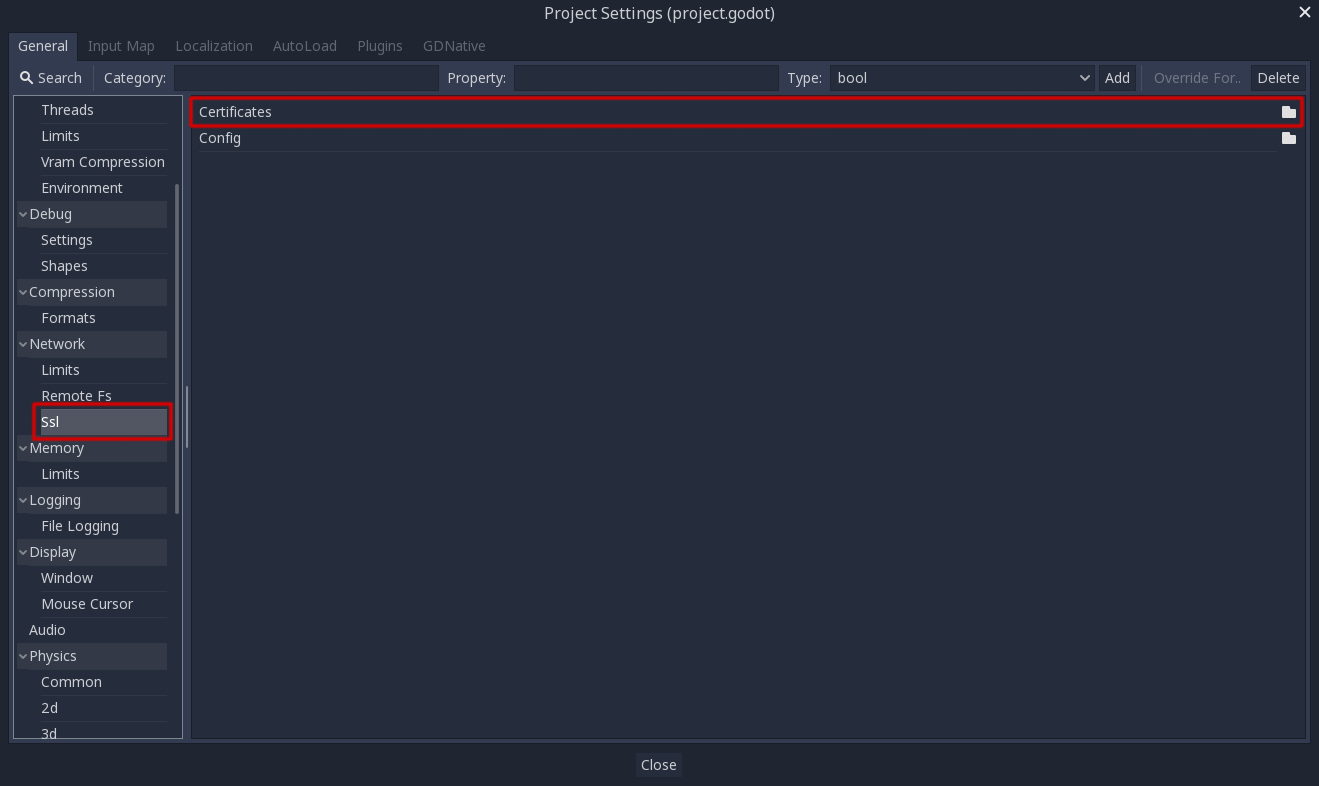 Project Settings (project.godot)
General Input Map Localization AutoLoad Plugins GDNative
Search Category: Property: Type: bool Add Override For.. Delete
Threads
Limits
Vram Compression
Environment
Debug
Settings
Shapes
Compression
Formats
Network
Limits
Remote Fs
Ssl
Memory
Limits
Logging
File Logging
Display
Window
Mouse Cursor
Audio
Physics
Common
2d
3d
Certificates
Config
Close